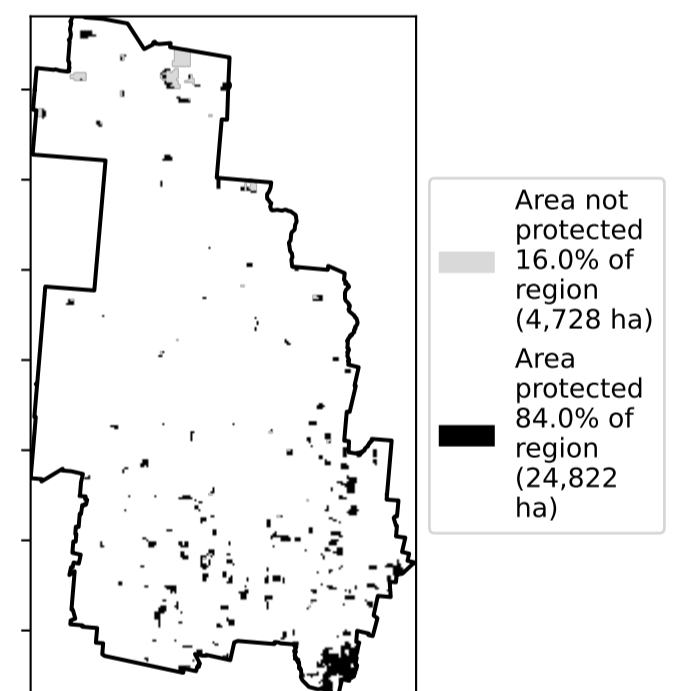 Area not
protected
16.0% of
region
(4,728 ha)
Area
protected
84.0% of
region
(24,822
ha)